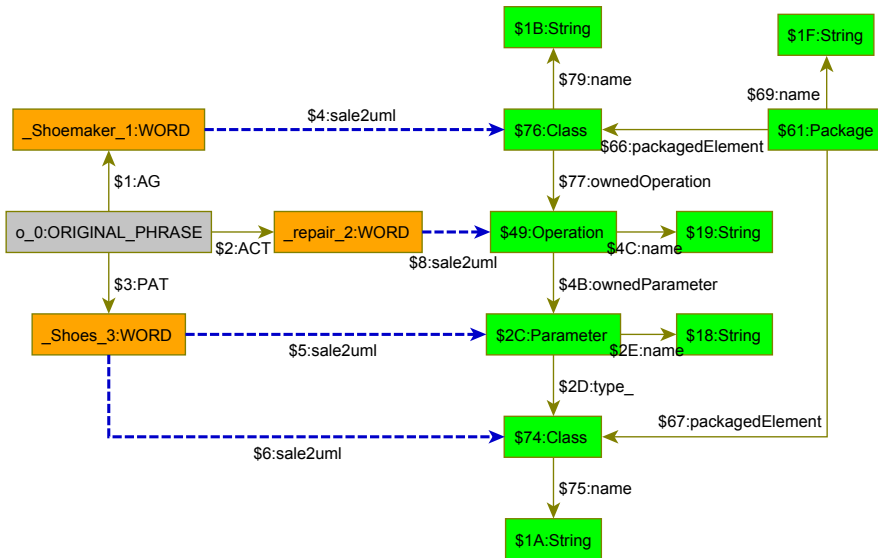 $1B:String
$1F:String
$79:name
$69:name
_Shoemaker_1:WORD
$4:sale2uml
$76:Class
$61:Package
$66:packagedElement
$1:AG
$77:ownedOperation
o_0:ORIGINAL_PHRASE
$2:ACT
_repair_2:WORD
$8:sale2uml
$49:Operation
$4C:name
$19:String
$3:PAT
$4B:ownedParameter
_Shoes_3:WORD
$5:sale2uml
$2C:Parameter
$2E:name
$18:String
$2D:type_
$67:packagedElement
$6:sale2uml
$74:Class
$75:name
$1A:String